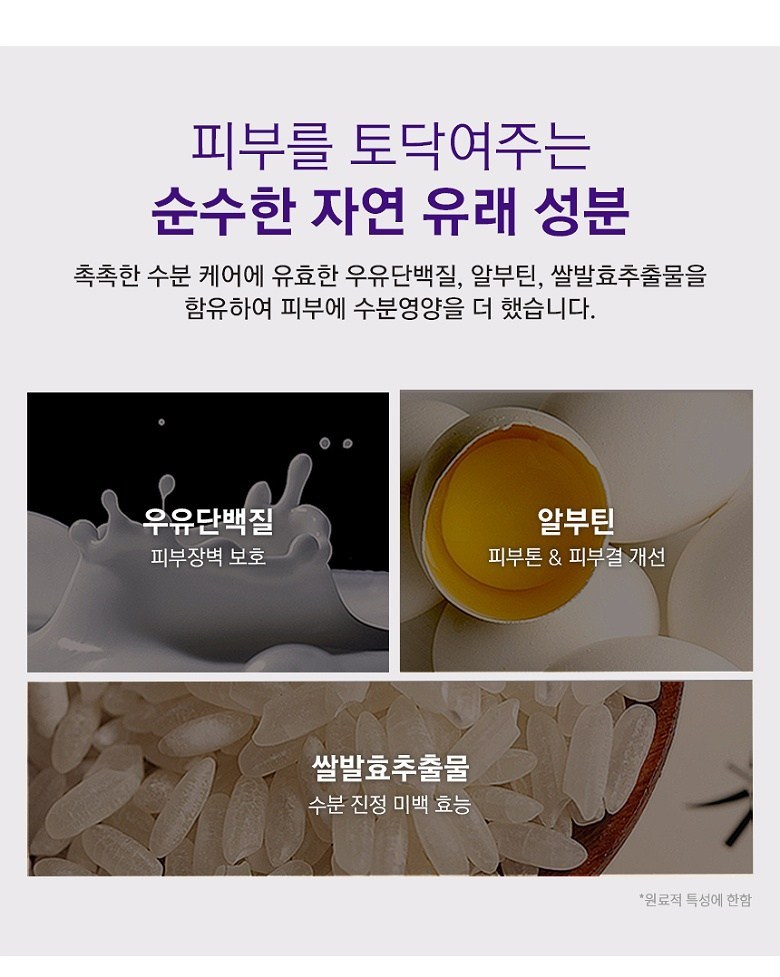 피부를 토닥여주는
순수한 자연 유래 성분
촉촉한 수분 케어에 유효한 우유단백질, 알부틴, 쌀발효추출물을
함유하여 피부에 수분영양을 더 했습니다.
우유단백질
피부장벽 보호
알부틴
피부톤 & 피부결 개선
쌀발효추출물
수분 진정 미백 효능
*원료적 특성에 한함